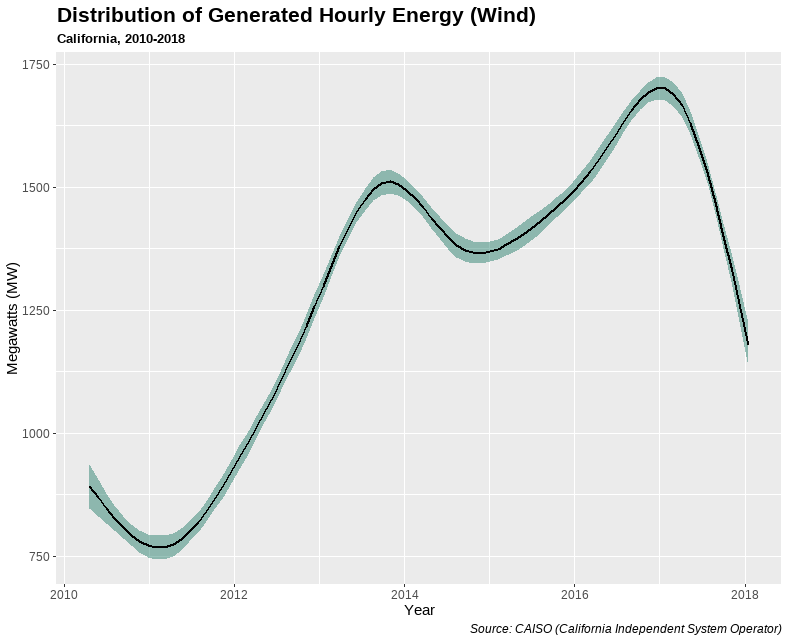 Distribution of Generated Hourly Energy (Wind)
California, 2010-2018
Megawatts (MW)
1750
1500
1250
1000
750
2010 2012 2014 2016 2018
Year
Source: CAISO (California Independent System Operator)